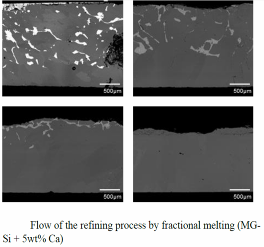 500μm
500μm
500μm
500μm
Flow of the refining process by fractional melting (MG-
Si + 5wt% Ca)